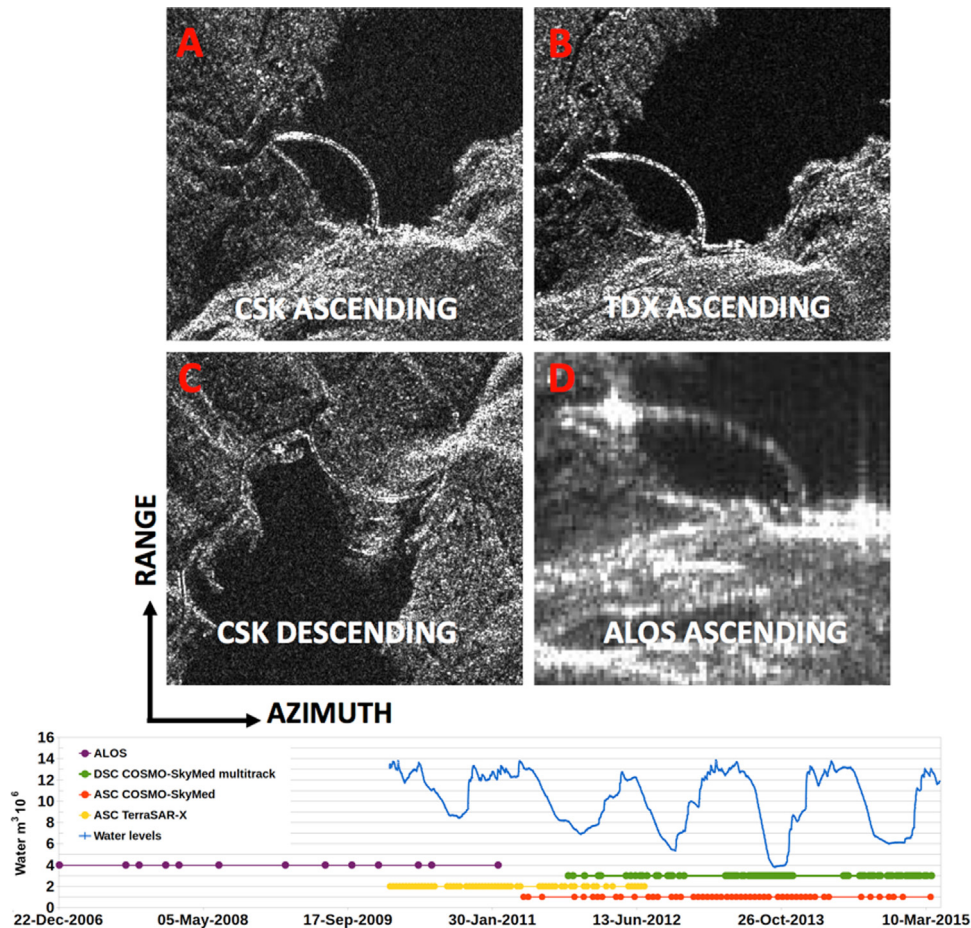 A
B
CSK ASCENDING
TDX ASCENDING
C
D
RANGE
CSK DESCENDING
ALOS ASCENDING
AZIMUTH
Water m³ 10⁶
16
14
12
10
8
6
4
2
0
ALOS
DSC COSMO-SkyMed multitrack
ASC COSMO-SkyMed
ASC TerraSAR-X
Water levels
22-Dec-2006 05-May-2008 17-Sep-2009 30-Jan-2011 13-Jun-2012 26-Oct-2013 10-Mar-2015